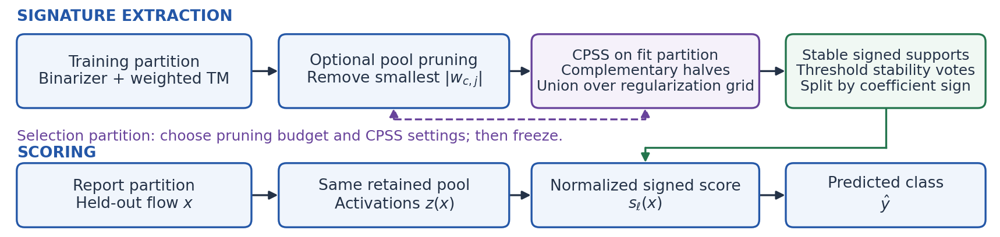 SIGNATURE EXTRACTION
Training partition
Binarizer + weighted TM
Optional pool pruning
Remove smallest |w_{c,j}|
CPSS on fit partition
Complementary halves
Union over regularization grid
Stable signed supports
Threshold stability votes
Split by coefficient sign
Selection partition: choose pruning budget and CPSS settings; then freeze.
SCORING
Report partition
Held-out flow x
Same retained pool
Activations z(x)
Normalized signed score
s_ℓ(x)
Predicted class
ŷ